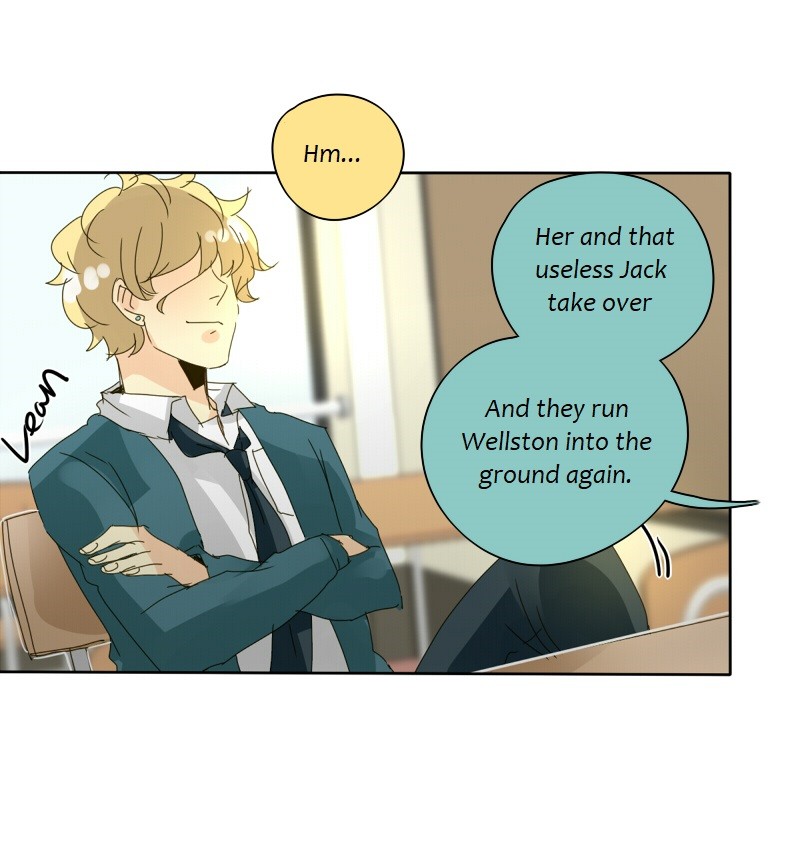 Hm...
Her and that
useless Jack
take over
And they run
Wellston into the
ground again.
Lean